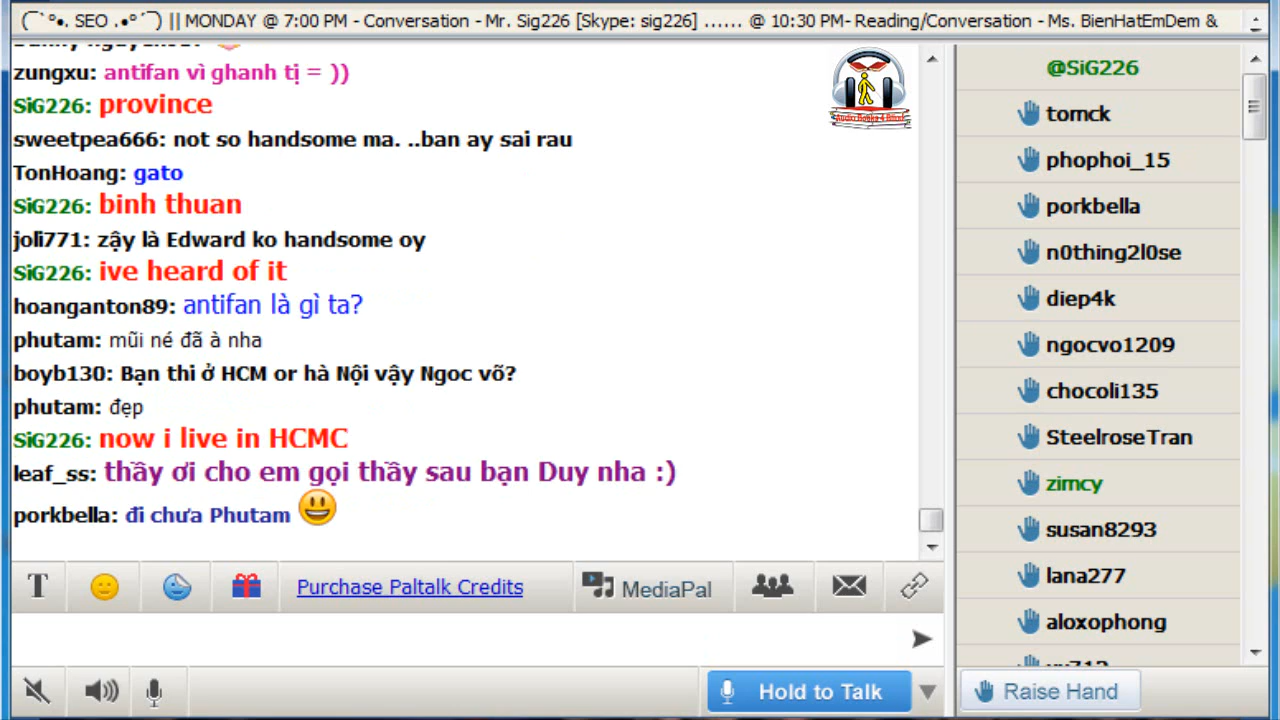 (¯`°•. SEO .•°´¯) || MONDAY @ 7:00 PM - Conversation - Mr. Sig226 [Skype: sig226] ...... @ 10:30 PM- Reading/Conversation - Ms. BienHatEmDem &
zungxu: antifan vì ghanh tị = ))
SiG226: province
sweetpea666: not so handsome ma. ..ban ay sai rau
TonHoang: gato
SiG226: binh thuan
joli771: zậy là Edward ko handsome oy
SiG226: ive heard of it
hoanganton89: antifan là gì ta?
phutam: mũi né đã à nha
boyb130: Bạn thi ở HCM or hà Nội vậy Ngoc võ?
phutam: đẹp
SiG226: now i live in HCMC
leaf_ss: thầy ơi cho em gọi thầy sau bạn Duy nha :)
porkbella: đi chưa Phutam
Audio Books 4 Blind
T
Purchase Paltalk Credits
MediaPal
Hold to Talk
@SiG226
tomck
phophoi_15
porkbella
n0thing2l0se
diep4k
ngocvo1209
chocoli135
SteelroseTran
zimcy
susan8293
lana277
aloxophong
Raise Hand